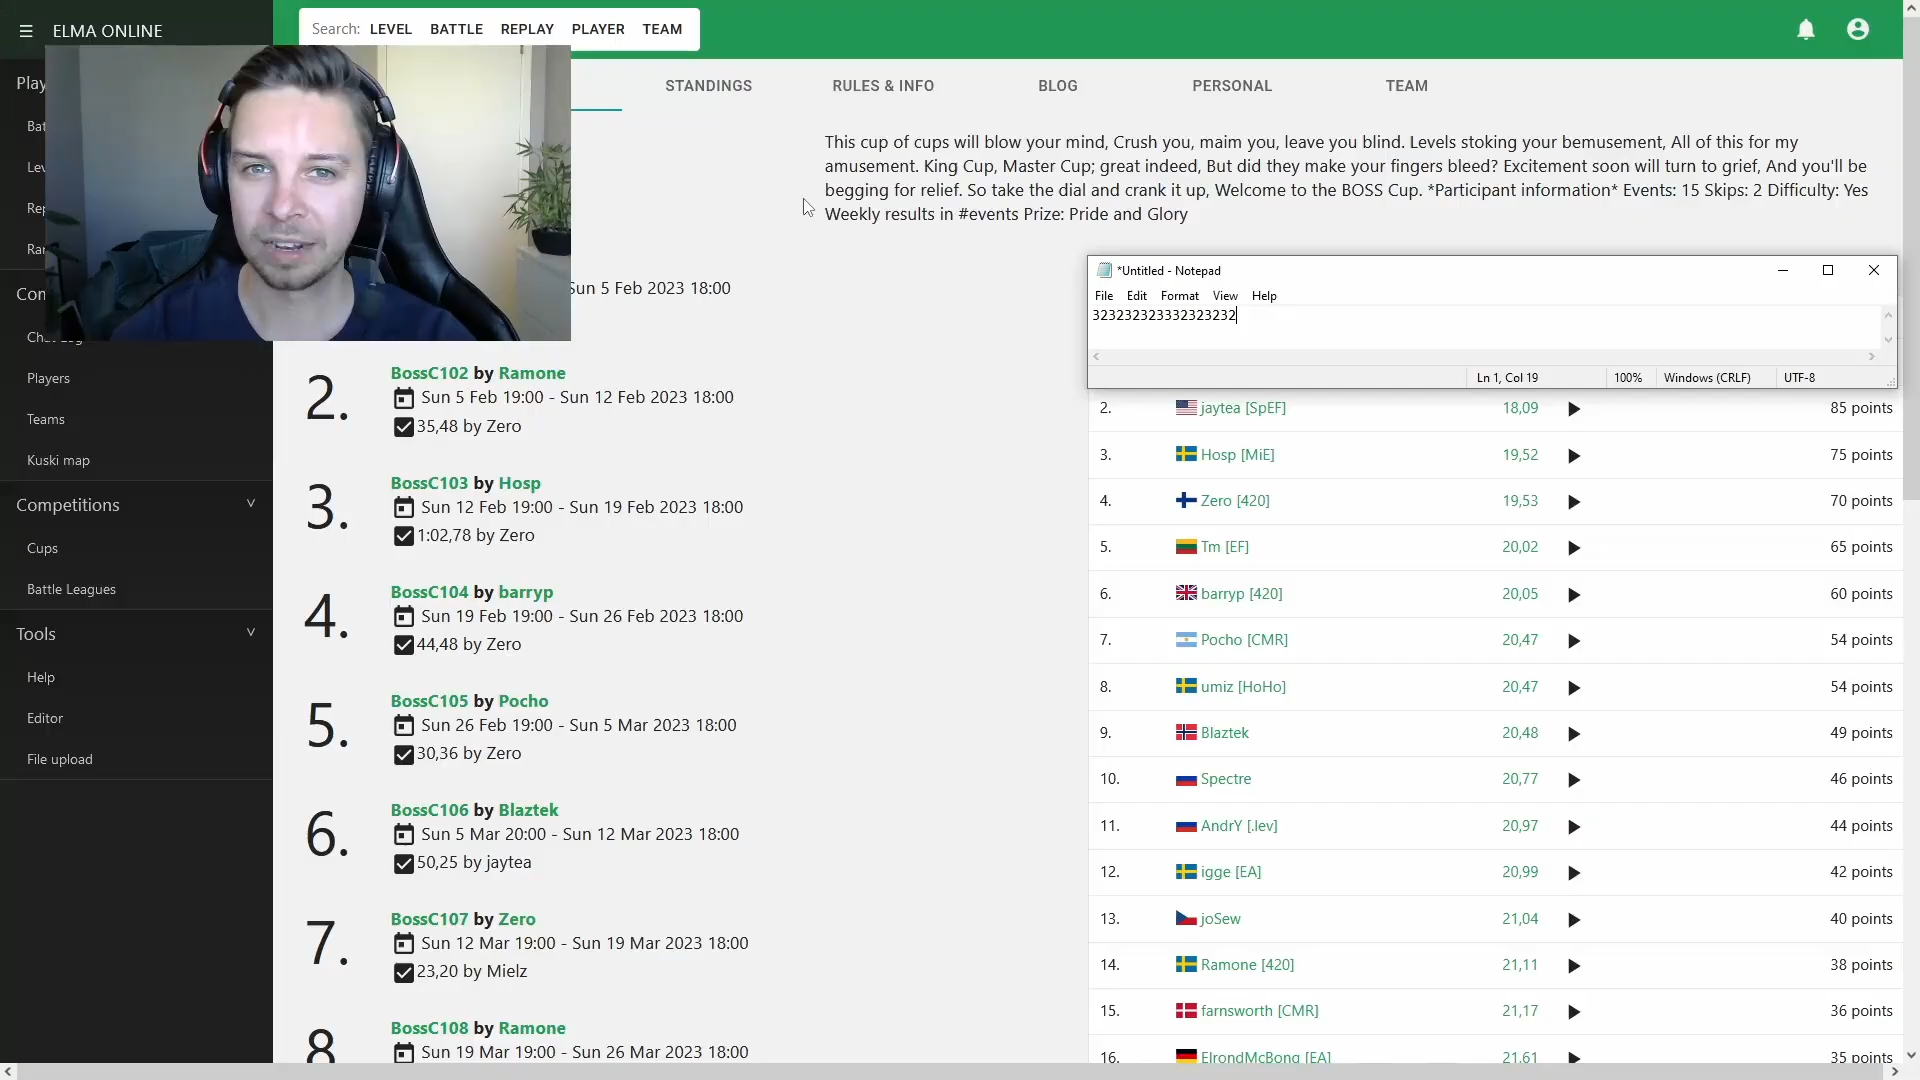 ELMA ONLINE
Search: LEVEL BATTLE REPLAY PLAYER TEAM
STANDINGS RULES & INFO BLOG PERSONAL TEAM
This cup of cups will blow your mind, Crush you, maim you, leave you blind. Levels stoking your bemusement, All of this for my
amusement. King Cup, Master Cup; great indeed, But did they make your fingers bleed? Excitement soon will turn to grief, And you'll be
begging for relief. So take the dial and crank it up, Welcome to the BOSS Cup. *Participant information* Events: 15 Skips: 2 Difficulty: Yes
Weekly results in #events Prize: Pride and Glory
Players
Kuski map
Teams
Competitions
Cups
Battle Leagues
Tools
Help
Editor
File upload
Sun 5 Feb 2023 18:00
2.
BossC102 by Ramone
Sun 5 Feb 19:00 - Sun 12 Feb 2023 18:00
35,48 by Zero
3.
BossC103 by Hosp
Sun 12 Feb 19:00 - Sun 19 Feb 2023 18:00
1:02,78 by Zero
4.
BossC104 by barryp
Sun 19 Feb 19:00 - Sun 26 Feb 2023 18:00
44,48 by Zero
5.
BossC105 by Pocho
Sun 26 Feb 19:00 - Sun 5 Mar 2023 18:00
30,36 by Zero
6.
BossC106 by Blaztek
Sun 5 Mar 20:00 - Sun 12 Mar 2023 18:00
50,25 by jaytea
7.
BossC107 by Zero
Sun 12 Mar 19:00 - Sun 19 Mar 2023 18:00
23,20 by Mielz
8
BossC108 by Ramone
Sun 19 Mar 19:00 - Sun 26 Mar 2023 18:00
*Untitled - Notepad
File Edit Format View Help
323232323332323232
Ln 1, Col 19 100% Windows (CRLF) UTF-8
2. jaytea [SpEF] 18,09 85 points
3. Hosp [MiE] 19,52 75 points
4. Zero [420] 19,53 70 points
5. Tm [EF] 20,02 65 points
6. barryp [420] 20,05 60 points
7. Pocho [CMR] 20,47 54 points
8. umiz [HoHo] 20,47 54 points
9. Blaztek 20,48 49 points
10. Spectre 20,77 46 points
11. AndrY [.lev] 20,97 44 points
12. igge [EA] 20,99 42 points
13. joSew 21,04 40 points
14. Ramone [420] 21,11 38 points
15. farnsworth [CMR] 21,17 36 points
16. ElrondMcBong [EA] 21,61 35 points